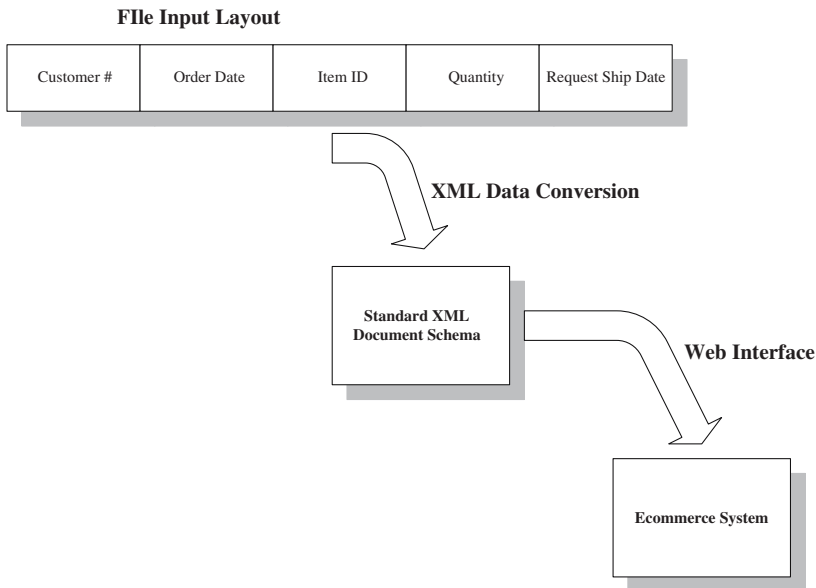 FIle Input Layout
Customer #
Order Date
Item ID
Quantity
Request Ship Date
XML Data Conversion
Standard XML
Document Schema
Web Interface
Ecommerce System